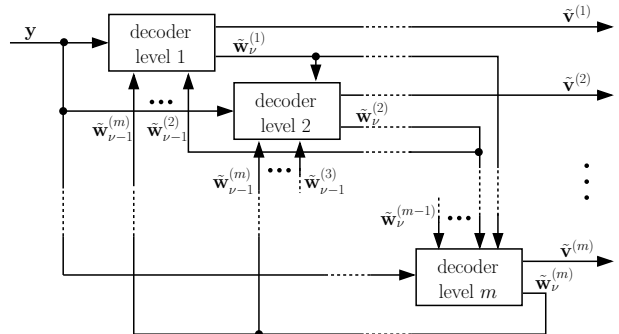 y
decoder
level 1
ṽ^(1)
w̃_ν^(1)
decoder
level 2
ṽ^(2)
w̃_ν^(2)
w̃_{ν−1}^(m)
•••
w̃_{ν−1}^(2)
w̃_{ν−1}^(m)
•••
w̃_{ν−1}^(3)
w̃_ν^(m−1)
•••
decoder
level m
ṽ^(m)
w̃_ν^(m)